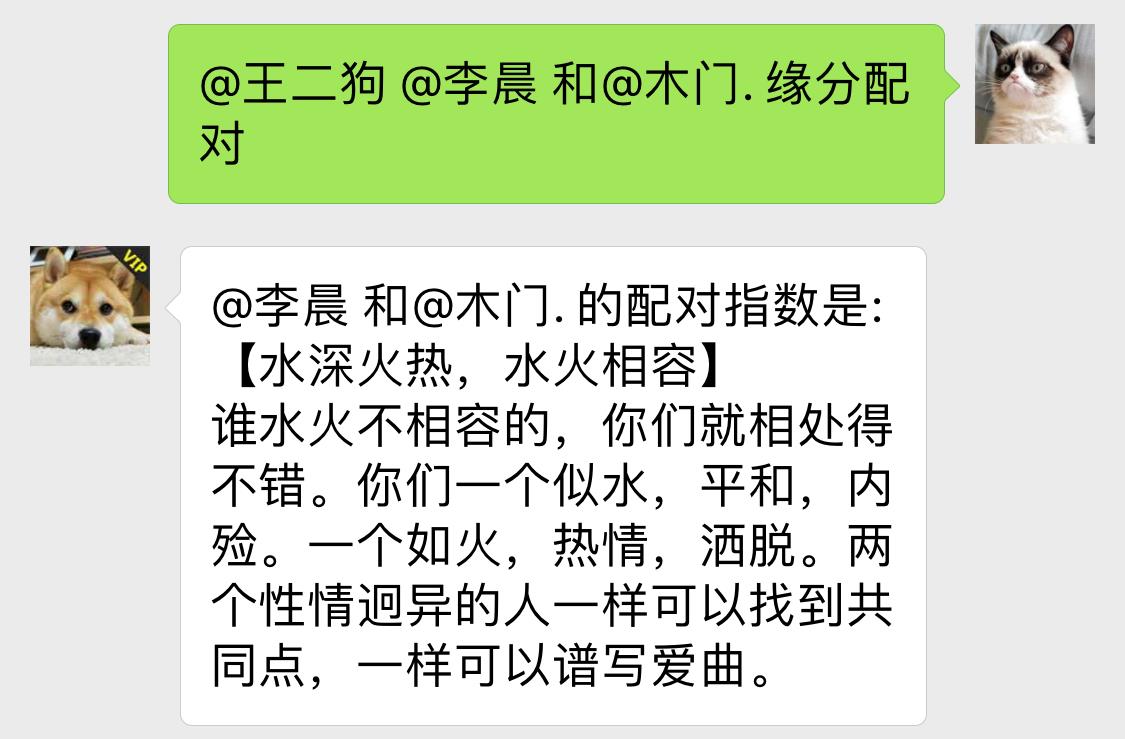 @王二狗 @李晨 和@木门. 缘分配
对
VIP
@李晨 和@木门. 的配对指数是:
【水深火热，水火相容】
谁水火不相容的，你们就相处得
不错。你们一个似水，平和，内
殓。一个如火，热情，洒脱。两
个性情迥异的人一样可以找到共
同点，一样可以谱写爱曲。